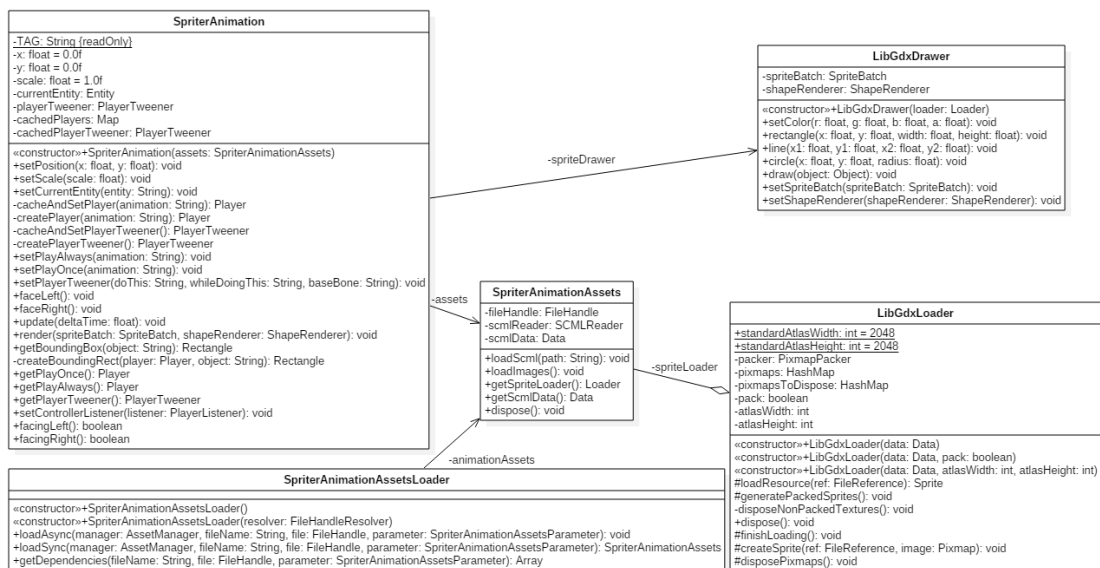 SpriterAnimation
-TAG: String {readOnly}
-x: float = 0.0f
-y: float = 0.0f
-scale: float = 1.0f
-currentEntity: Entity
-playerTweener: PlayerTweener
-cachedPlayers: Map
-cachedPlayerTweener: PlayerTweener
«constructor»+SpriterAnimation(assets: SpriterAnimationAssets)
+setPosition(x: float, y: float): void
+setScale(scale: float): void
+setCurrentEntity(entity: String): void
-cacheAndSetPlayer(animation: String): Player
-createPlayer(animation: String): Player
-cacheAndSetPlayerTweener(): PlayerTweener
-createPlayerTweener(): PlayerTweener
+setPlayAlways(animation: String): void
+setPlayOnce(animation: String): void
+setPlayerTweener(doThis: String, whileDoingThis: String, baseBone: String): void
+faceLeft(): void
+faceRight(): void
+update(deltaTime: float): void
+render(spriteBatch: SpriteBatch, shapeRenderer: ShapeRenderer): void
+getBoundingBox(object: String): Rectangle
-createBoundingRect(player: Player, object: String): Rectangle
+getPlayOnce(): Player
+getPlayAlways(): Player
+getPlayerTweener(): PlayerTweener
+setControllerListener(listener: PlayerListener): void
+facingLeft(): boolean
+facingRight(): boolean
-spriteDrawer
LibGdxDrawer
-spriteBatch: SpriteBatch
-shapeRenderer: ShapeRenderer
«constructor»+LibGdxDrawer(loader: Loader)
+setColor(r: float, g: float, b: float, a: float): void
+rectangle(x: float, y: float, width: float, height: float): void
+line(x1: float, y1: float, x2: float, y2: float): void
+circle(x: float, y: float, radius: float): void
+draw(object: Object): void
+setSpriteBatch(spriteBatch: SpriteBatch): void
+setShapeRenderer(shapeRenderer: ShapeRenderer): void
-assets
SpriterAnimationAssets
-fileHandle: FileHandle
-scmlReader: SCMLReader
-scmlData: Data
+loadScml(path: String): void
+loadImages(): void
+getSpriteLoader(): Loader
+getScmlData(): Data
+dispose(): void
-spriteLoader
LibGdxLoader
+standardAtlasWidth: int = 2048
+standardAtlasHeight: int = 2048
-packer: PixmapPacker
-pixmaps: HashMap
-pixmapsToDispose: HashMap
-pack: boolean
-atlasWidth: int
-atlasHeight: int
«constructor»+LibGdxLoader(data: Data)
«constructor»+LibGdxLoader(data: Data, pack: boolean)
«constructor»+LibGdxLoader(data: Data, atlasWidth: int, atlasHeight: int)
#loadResource(ref: FileReference): Sprite
#generatePackedSprites(): void
-disposeNonPackedTextures(): void
+dispose(): void
#finishLoading(): void
#createSprite(ref: FileReference, image: Pixmap): void
#disposePixmaps(): void
-animationAssets
SpriterAnimationAssetsLoader
«constructor»+SpriterAnimationAssetsLoader()
«constructor»+SpriterAnimationAssetsLoader(resolver: FileHandleResolver)
+loadAsync(manager: AssetManager, fileName: String, file: FileHandle, parameter: SpriterAnimationAssetsParameter): void
+loadSync(manager: AssetManager, fileName: String, file: FileHandle, parameter: SpriterAnimationAssetsParameter): SpriterAnimationAssets
+getDependencies(fileName: String, file: FileHandle, parameter: SpriterAnimationAssetsParameter): Array